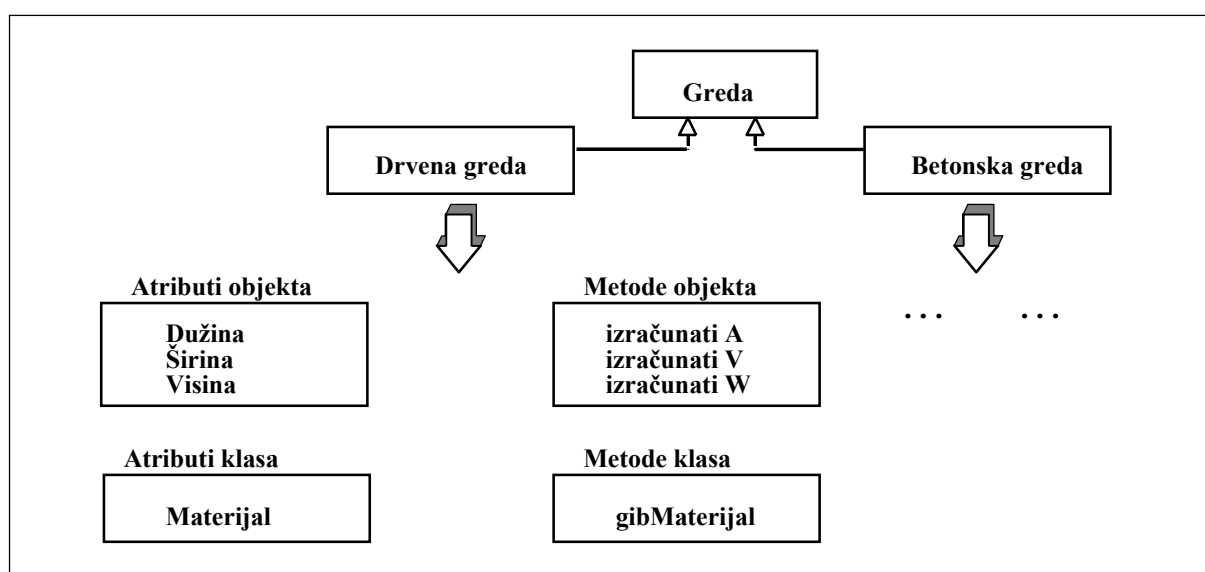 Greda
Drvena greda
Betonska greda
Atributi objekta
Metode objekta
Dužina
Širina
Visina
izračunati A
izračunati V
izračunati W
. . .
. . .
Atributi klasa
Metode klasa
Materijal
gibMaterijal